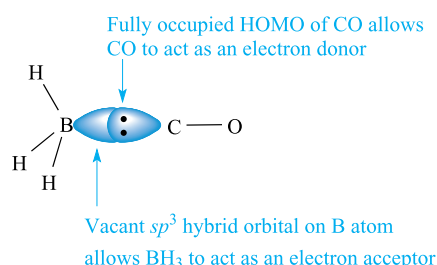 Fully occupied HOMO of CO allows
CO to act as an electron donor
H
B
C
O
H
H
Vacant sp³ hybrid orbital on B atom
allows BH₃ to act as an electron acceptor